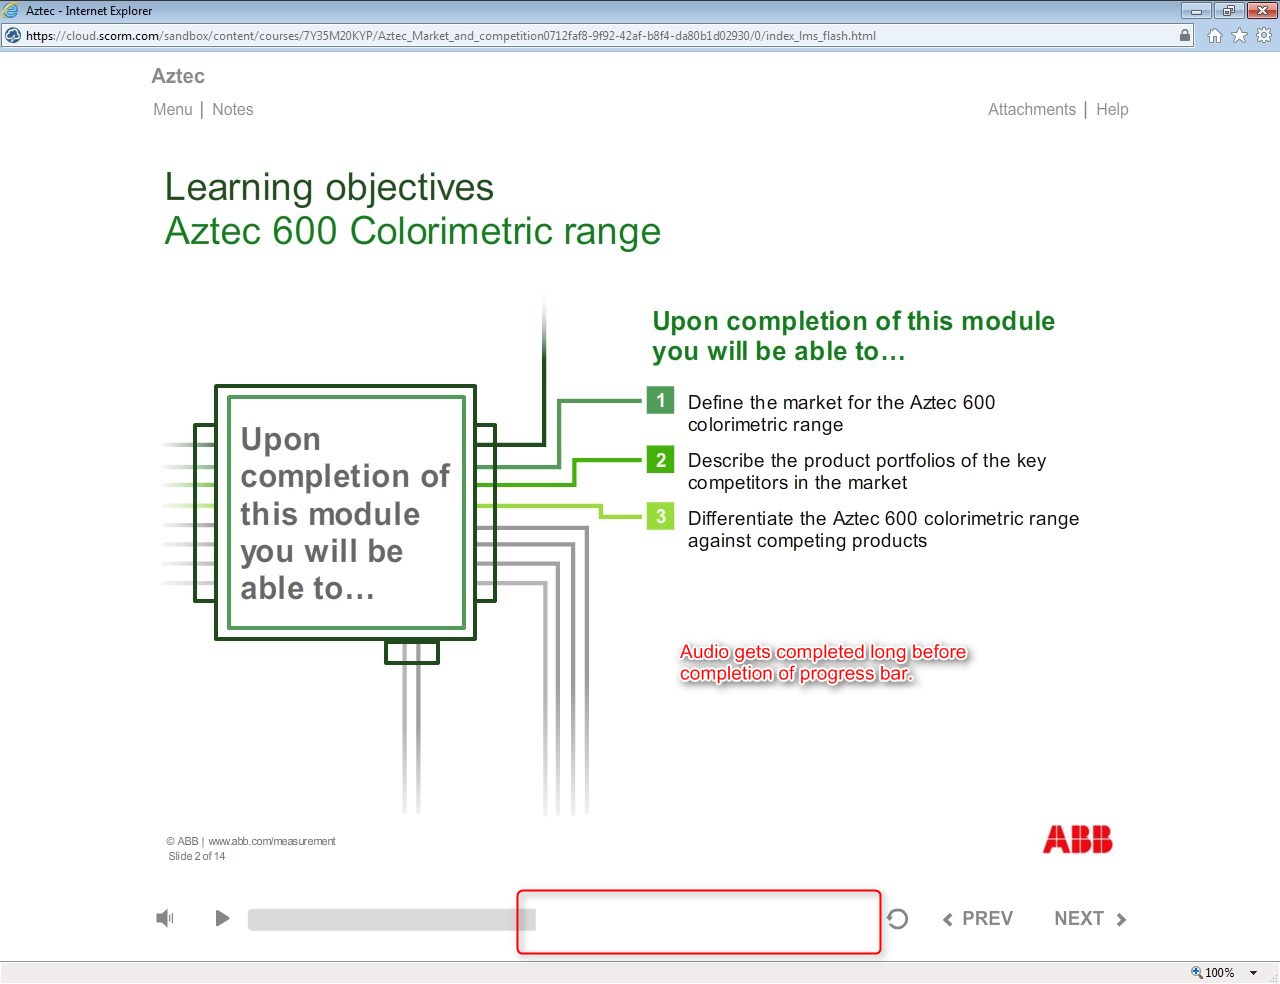 Aztec - Internet Explorer
https://cloud.scorm.com/sandbox/content/courses/7Y35M20KYP/Aztec_Market_and_competition0712faf8-9f92-42af-b8f4-da80b1d02930/0/index_lms_flash.html
Aztec
Menu | Notes
Attachments | Help
Learning objectives
Aztec 600 Colorimetric range
Upon
completion of
this module
you will be
able to…
Upon completion of this module
you will be able to…
1 Define the market for the Aztec 600
colorimetric range
2 Describe the product portfolios of the key
competitors in the market
3 Differentiate the Aztec 600 colorimetric range
against competing products
Audio gets completed long before
completion of progress bar.
© ABB | www.abb.com/measurement
Slide 2 of 14
ABB
PREV
NEXT
100%